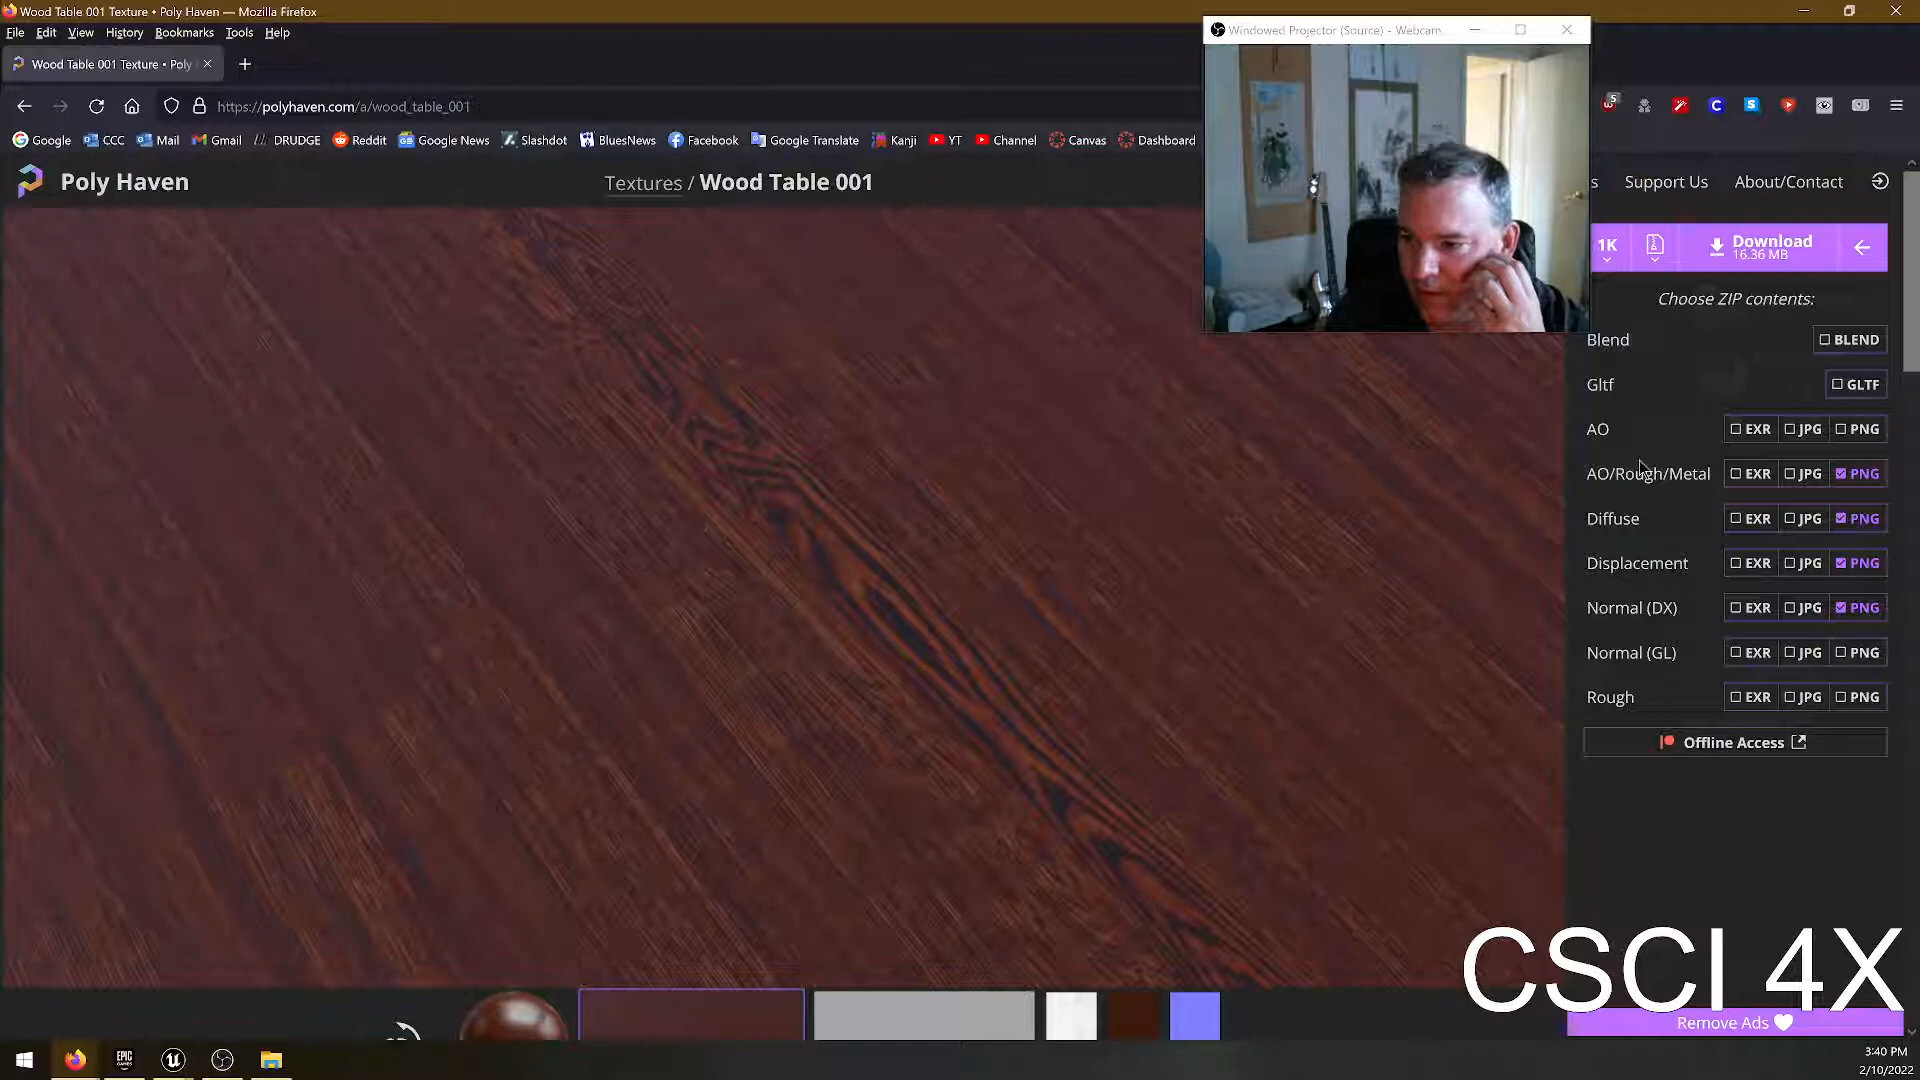 Wood Table 001 Texture • Poly Haven — Mozilla Firefox
File Edit View History Bookmarks Tools Help
Wood Table 001 Texture • Poly
https://polyhaven.com/a/wood_table_001
Google CCC Mail Gmail DRUDGE Reddit Google News Slashdot BluesNews Facebook Google Translate Kanji YT Channel Canvas Dashboard
Windowed Projector (Source) - Webcam
5
Poly Haven
Textures / Wood Table 001
s Support Us About/Contact
1K
Download
16.36 MB
Choose ZIP contents:
Blend BLEND
Gltf GLTF
AO EXR JPG PNG
AO/Rough/Metal EXR JPG PNG
Diffuse EXR JPG PNG
Displacement EXR JPG PNG
Normal (DX) EXR JPG PNG
Normal (GL) EXR JPG PNG
Rough EXR JPG PNG
Offline Access
CSCI 4X
Remove Ads
EPIC GAMES
3:40 PM
2/10/2022